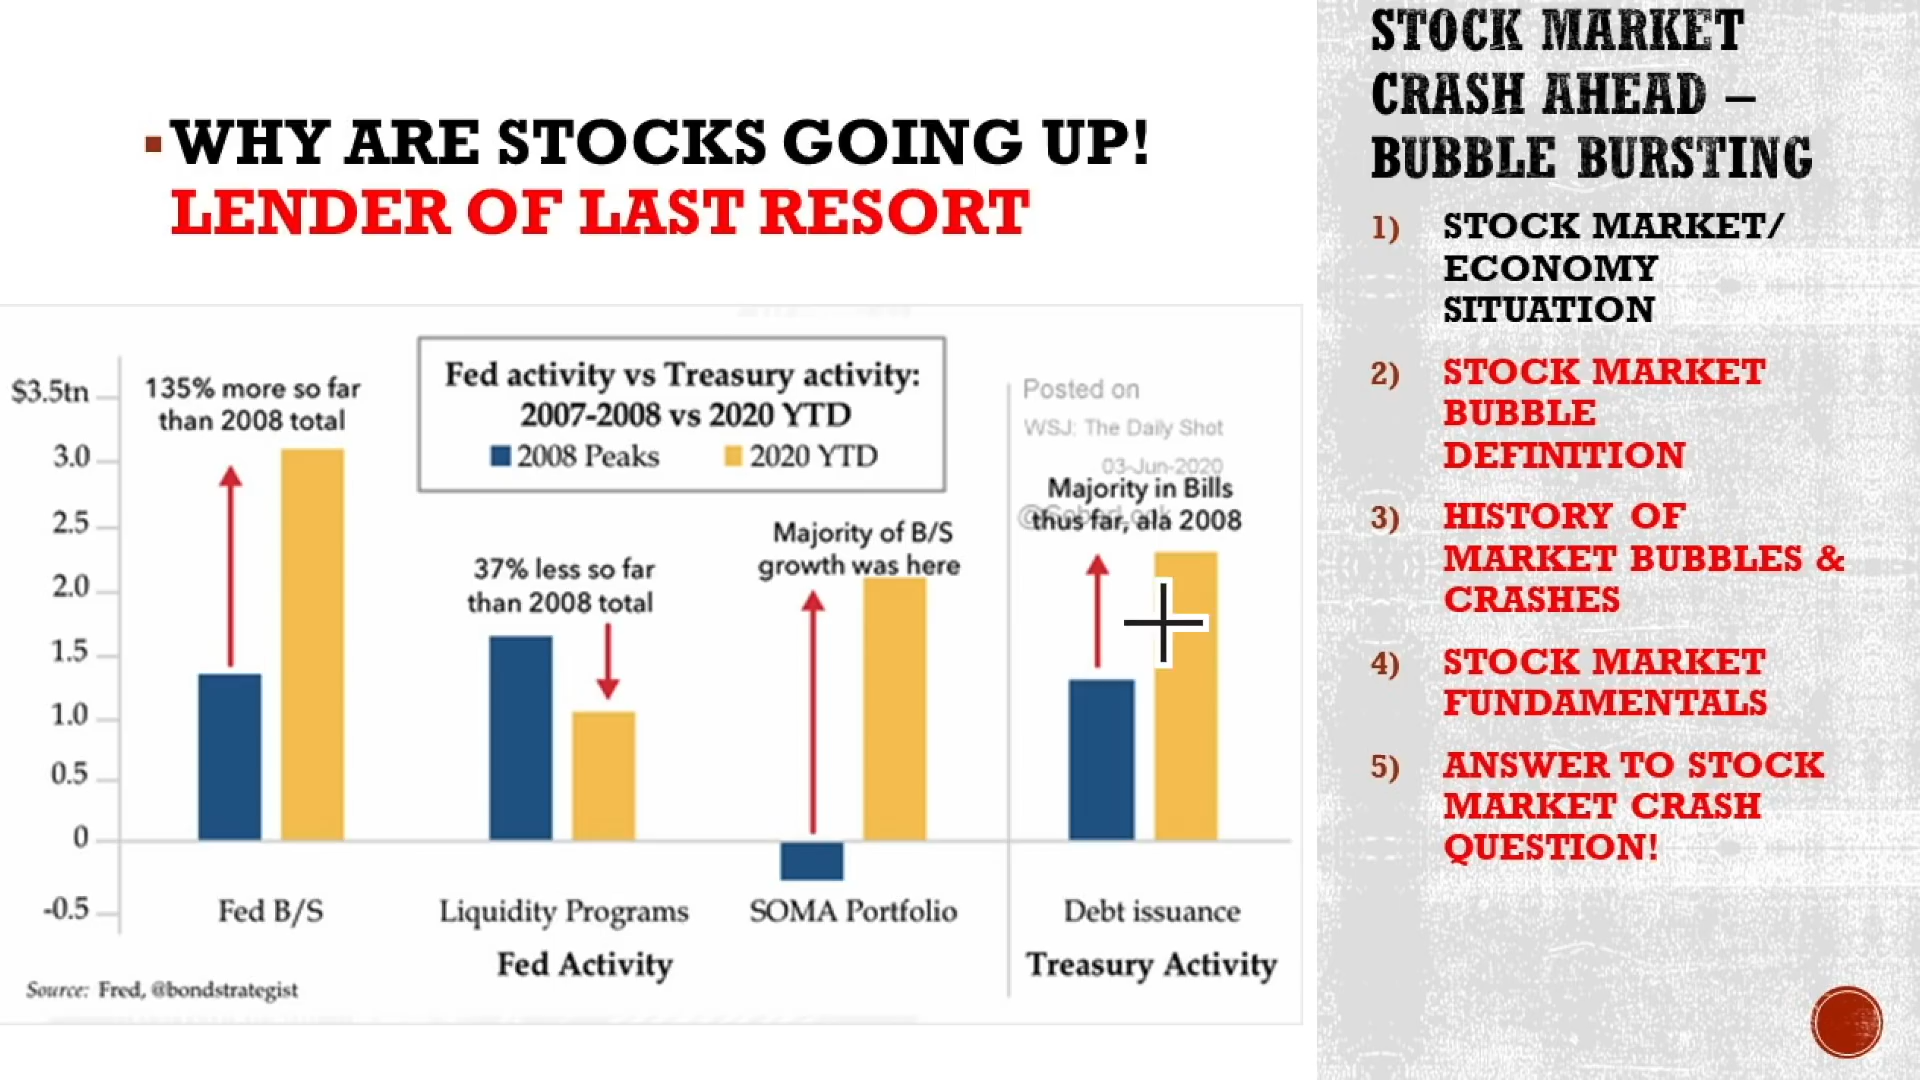 WHY ARE STOCKS GOING UP!
LENDER OF LAST RESORT
Fed activity vs Treasury activity:
2007-2008 vs 2020 YTD
2008 Peaks
2020 YTD
$3.5tn
3.0
2.5
2.0
1.5
1.0
0.5
0
-0.5
135% more so far
than 2008 total
37% less so far
than 2008 total
Majority of B/S
growth was here
Posted on
WSJ: The Daily Shot
03-Jun-2020
@SoberLook
Majority in Bills
thus far, ala 2008
Fed B/S
Liquidity Programs
SOMA Portfolio
Debt issuance
Fed Activity
Treasury Activity
Source: Fred, @bondstrategist
STOCK MARKET
CRASH AHEAD –
BUBBLE BURSTING
1) STOCK MARKET/
ECONOMY
SITUATION
2) STOCK MARKET
BUBBLE
DEFINITION
3) HISTORY OF
MARKET BUBBLES &
CRASHES
4) STOCK MARKET
FUNDAMENTALS
5) ANSWER TO STOCK
MARKET CRASH
QUESTION!